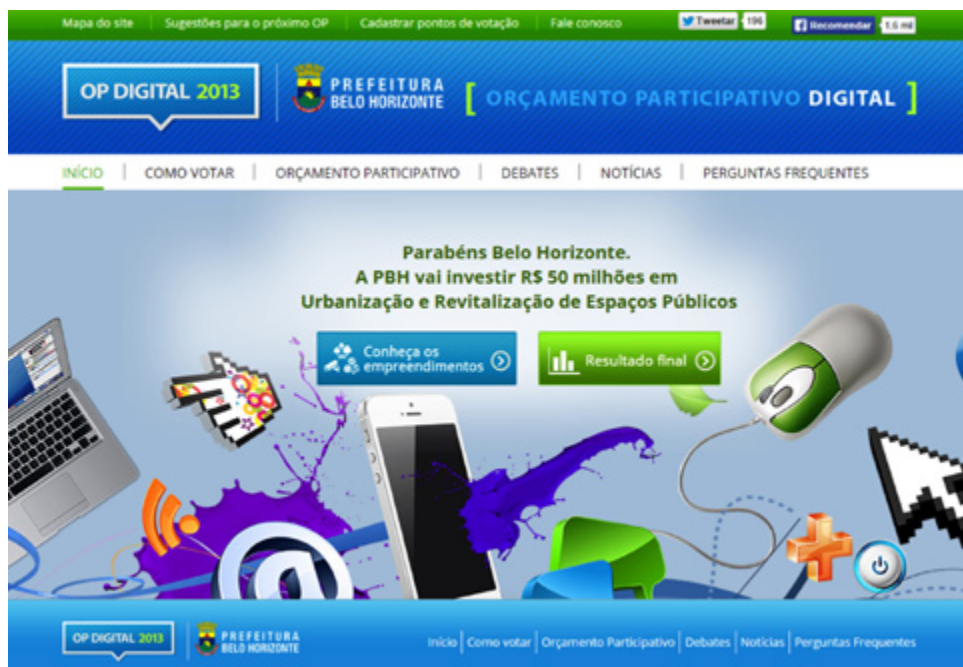 Mapa do site Sugestões para o próximo OP Cadastrar pontos de votação Fale conosco Tweetar 196 Recomendar 1.6 mil
OP DIGITAL 2013 PREFEITURA BELO HORIZONTE [ ORÇAMENTO PARTICIPATIVO DIGITAL ]
INÍCIO COMO VOTAR ORÇAMENTO PARTICIPATIVO DEBATES NOTÍCIAS PERGUNTAS FREQUENTES
Parabéns Belo Horizonte.
A PBH vai investir R$ 50 milhões em
Urbanização e Revitalização de Espaços Públicos
Conheça os
empreendimentos
Resultado final
@
OP DIGITAL 2013 PREFEITURA BELO HORIZONTE Início Como votar Orçamento Participativo Debates Notícias Perguntas Frequentes